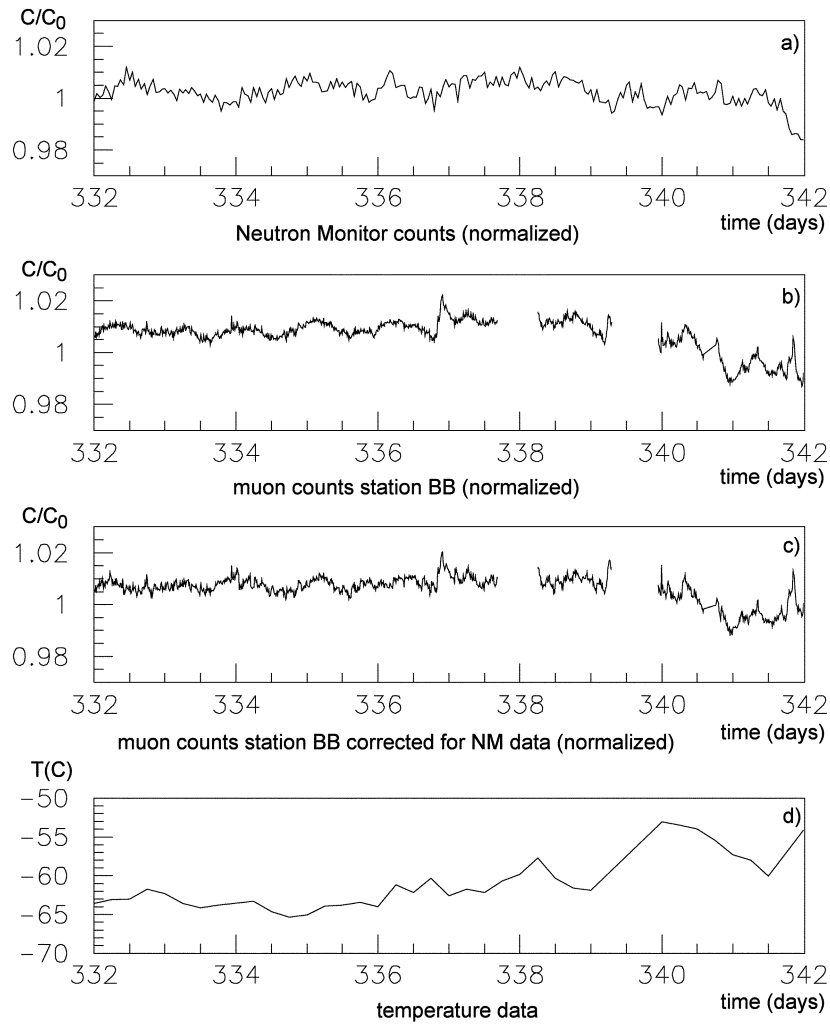 C/C0
a)
1.02
1
0.98
332 334 336 338 340 342
time (days)
Neutron Monitor counts (normalized)
C/C0
b)
1.02
1
0.98
332 334 336 338 340 342
time (days)
muon counts station BB (normalized)
C/C0
c)
1.02
1
0.98
332 334 336 338 340 342
time (days)
muon counts station BB corrected for NM data (normalized)
T(C)
d)
-50
-55
-60
-65
-70
332 334 336 338 340 342
time (days)
temperature data